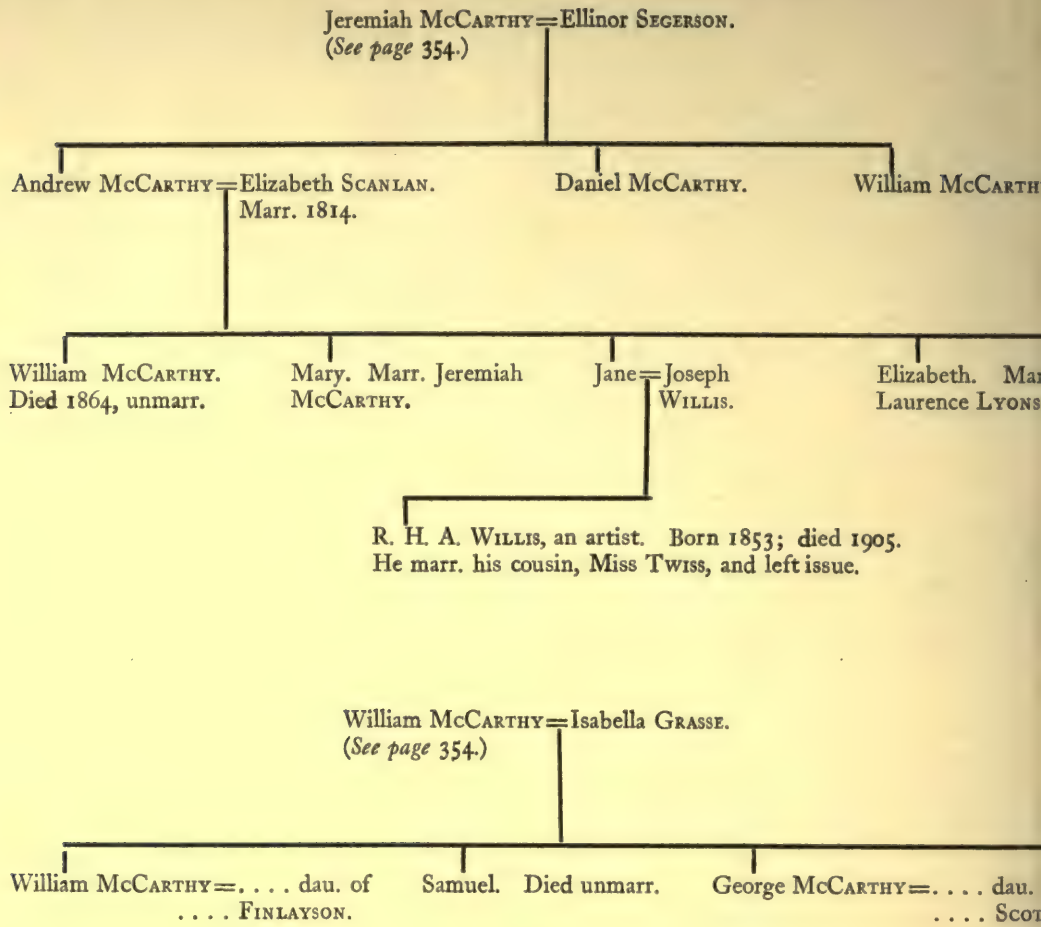 Jeremiah McCARTHY=Ellinor SEGERSON.
(See page 354.)
Andrew McCARTHY=Elizabeth SCANLAN. Daniel McCARTHY. William
Marr. 1814.
William McCARTHY. Mary. Marr. Jeremiah Jane=Joseph Elizabeth.
Died 1864, unmarr. McCARTHY. WILLIS. Laurence LYONS
R. H. A. WILLIS, an artist. Born 1853; died 1905.
He marr. his cousin, Miss TWISS, and left issue.
William McCARTHY=Isabella GRASSE.
(See page 354.)
William McCARTHY=.... dau. of Samuel. Died unmarr. George McCARTHY=.... dau.
.... FINLAYSON. ....